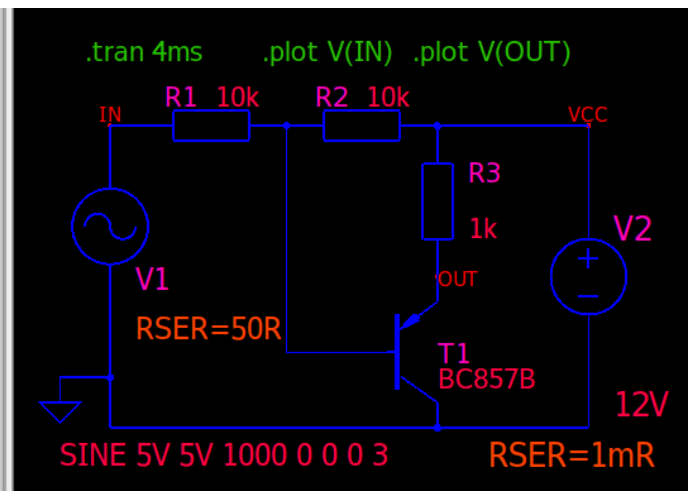 .tran 4ms .plot V(IN) .plot V(OUT)
R1 10k R2 10k
IN VCC
R3
1k
V2
OUT
V1
RSER=50R
T1
BC857B
12V
SINE 5V 5V 1000 0 0 0 3 RSER=1mR